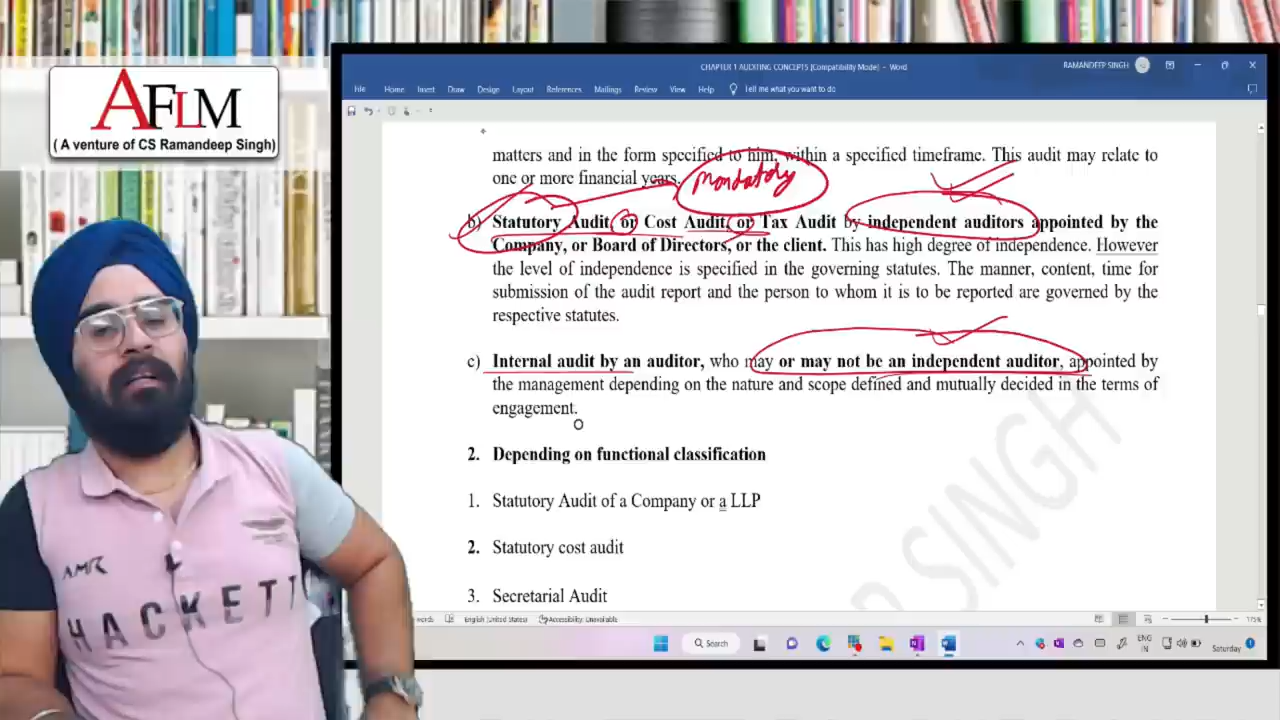 AFLM
( A venture of CS Ramandeep Singh)
CHAPTER 1 AUDITING CONCEPTS [Compatibility Mode] - Word
RAMANDEEP SINGH
File Home Insert Draw Design Layout References Mailings Review View Help Tell me what you want to do
matters and in the form specified to him, within a specified timeframe. This audit may relate to
one or more financial years.
mandatory
b) Statutory Audit or Cost Audit or Tax Audit by independent auditors appointed by the
Company, or Board of Directors, or the client. This has high degree of independence. However
the level of independence is specified in the governing statutes. The manner, content, time for
submission of the audit report and the person to whom it is to be reported are governed by the
respective statutes.
c) Internal audit by an auditor, who may or may not be an independent auditor, appointed by
the management depending on the nature and scope defined and mutually decided in the terms of
engagement.
2. Depending on functional classification
1. Statutory Audit of a Company or a LLP
2. Statutory cost audit
3. Secretarial Audit
SINGH
words English (United States) Accessibility: Unavailable
175%
Search
ENG
IN
Saturday
AMR
HACKETT